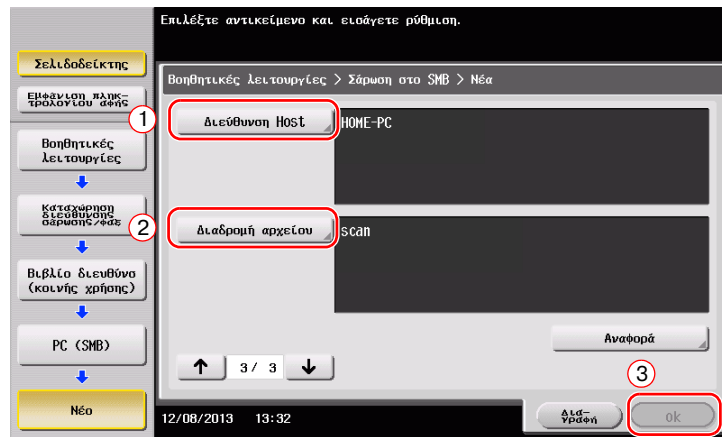 Επιλέξτε αντικείμενο και εισάγετε ρύθμιση.
Σελιδοδείκτης
Εμφάνιση πληκ-
τρολογίου αφής
Βοηθητικές λειτουργίες > Σάρωση στο SMB > Νέα
1
Διεύθυνση Host
HOME-PC
Βοηθητικές
λειτουργίες
Καταχώρηση
διεύθυνσης
σάρωσης/φαξ
2
Διαδρομή αρχείου
scan
Βιβλίο διευθύνσ
(κοινής χρήσης)
PC (SMB)
Αναφορά
↑ 3/ 3 ↓
3
Νέο
12/08/2013 13:32
Δια-
γραφή
ok